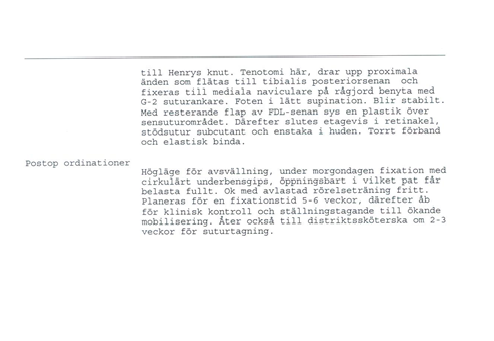 till Henrys knut. Tenotomi här, drar upp proximala
änden som flätas till tibialis posteriorsenan och
fixeras till mediala naviculare på rågjord benyta med
G-2 suturankare. Foten i lätt supination. Blir stabilt.
Med resterande flap av FDL-senan sys en plastik över
sensuturområdet. Därefter slutes etagevis i retinakel,
stödsutur subcutant och enstaka i huden. Torrt förband
och elastisk binda.
Postop ordinationer
Högläge för avsvällning, under morgondagen fixation med
cirkulärt underbensgips, öppningsbart i vilket pat får
belasta fullt. Ok med avlastad rörelseträning fritt.
Planeras för en fixationstid 5-6 veckor, därefter åb
för klinisk kontroll och ställningstagande till ökande
mobilisering. Åter också till distriktssköterska om 2-3
veckor för suturtagning.